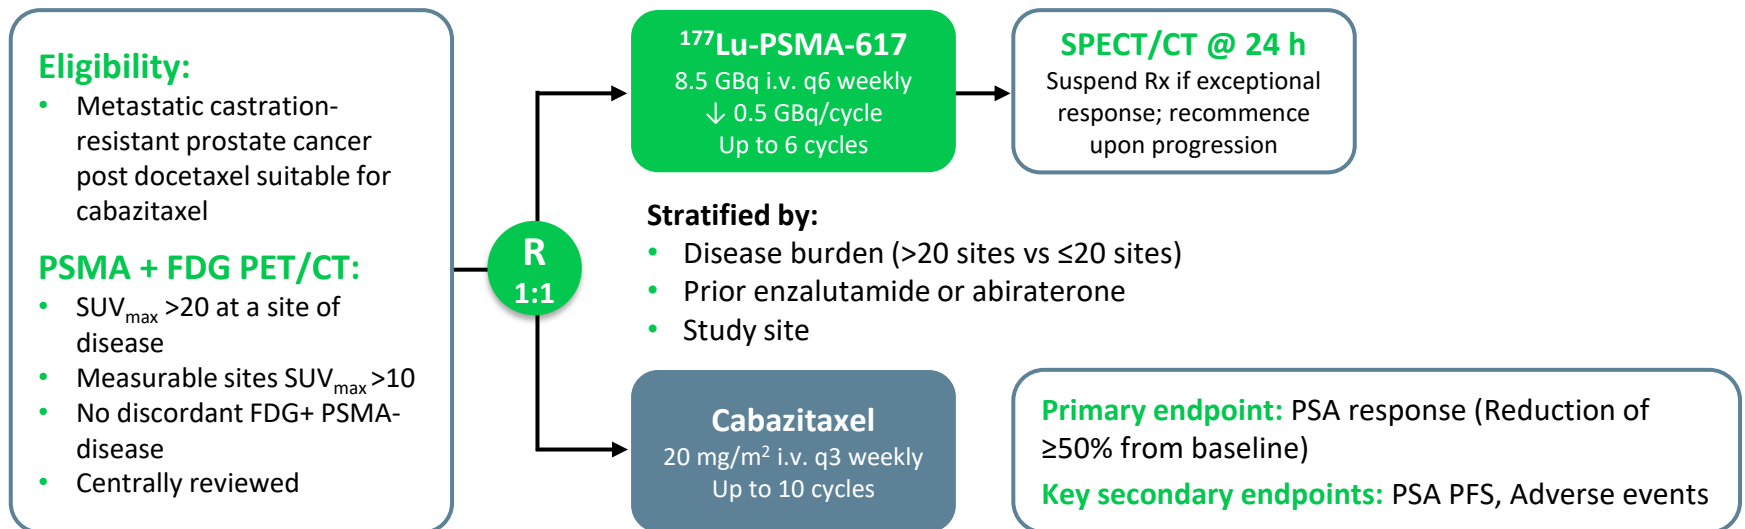 Eligibility:
• Metastatic castration-
resistant prostate cancer
post docetaxel suitable for
cabazitaxel
PSMA + FDG PET/CT:
• SUVmax >20 at a site of
disease
• Measurable sites SUVmax >10
• No discordant FDG+ PSMA-
disease
• Centrally reviewed
R
1:1
¹⁷⁷Lu-PSMA-617
8.5 GBq i.v. q6 weekly
↓ 0.5 GBq/cycle
Up to 6 cycles
SPECT/CT @ 24 h
Suspend Rx if exceptional
response; recommence
upon progression
Stratified by:
• Disease burden (>20 sites vs ≤20 sites)
• Prior enzalutamide or abiraterone
• Study site
Cabazitaxel
20 mg/m² i.v. q3 weekly
Up to 10 cycles
Primary endpoint: PSA response (Reduction of
≥50% from baseline)
Key secondary endpoints: PSA PFS, Adverse events